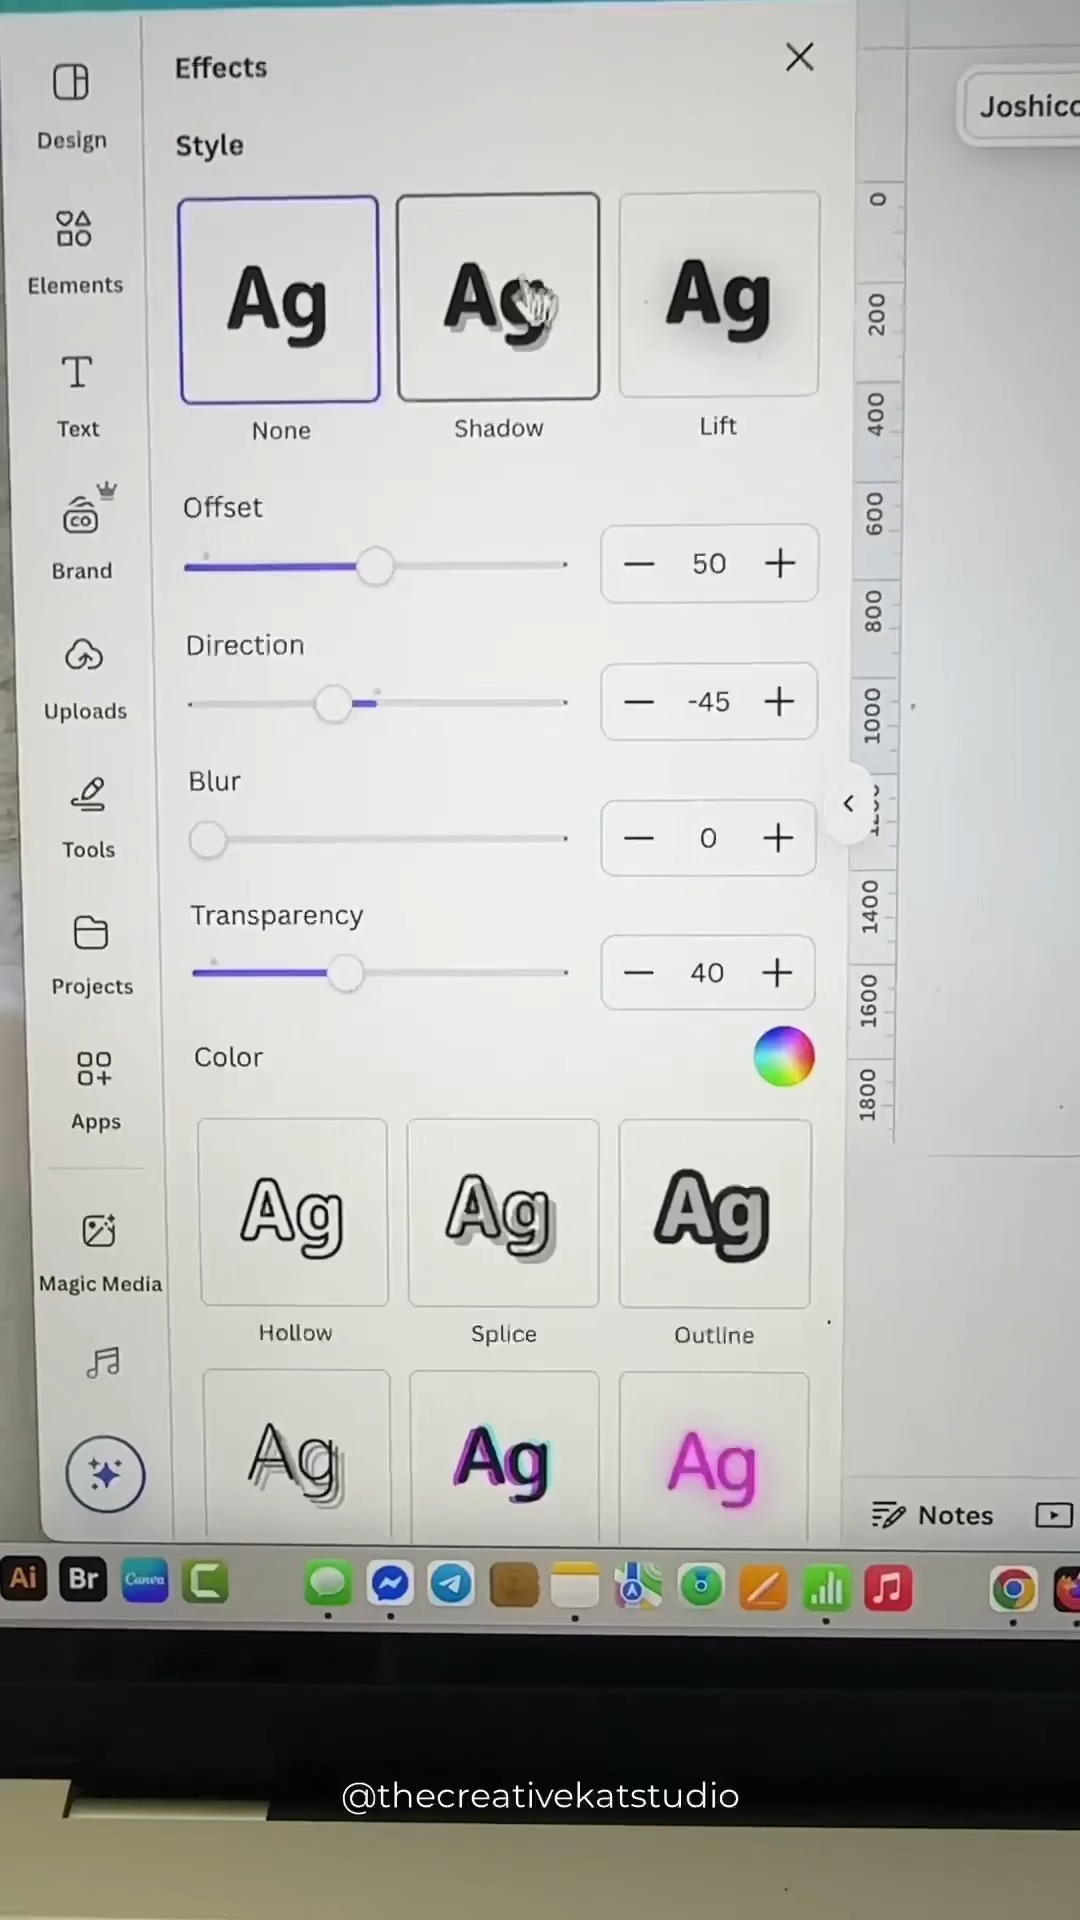 Effects
Style
Ag
Ag
Ag
None
Shadow
Lift
Offset
50
Direction
-45
Blur
0
Transparency
40
Color
Ag
Ag
Ag
Hollow
Splice
Outline
Ag
Ag
Ag
Design
Elements
Text
CO
Brand
Uploads
Tools
Projects
Apps
Magic Media
0
200
400
600
800
1000
1400
1600
1800
Notes
Ai
Br
Canva
@thecreativekatstudio